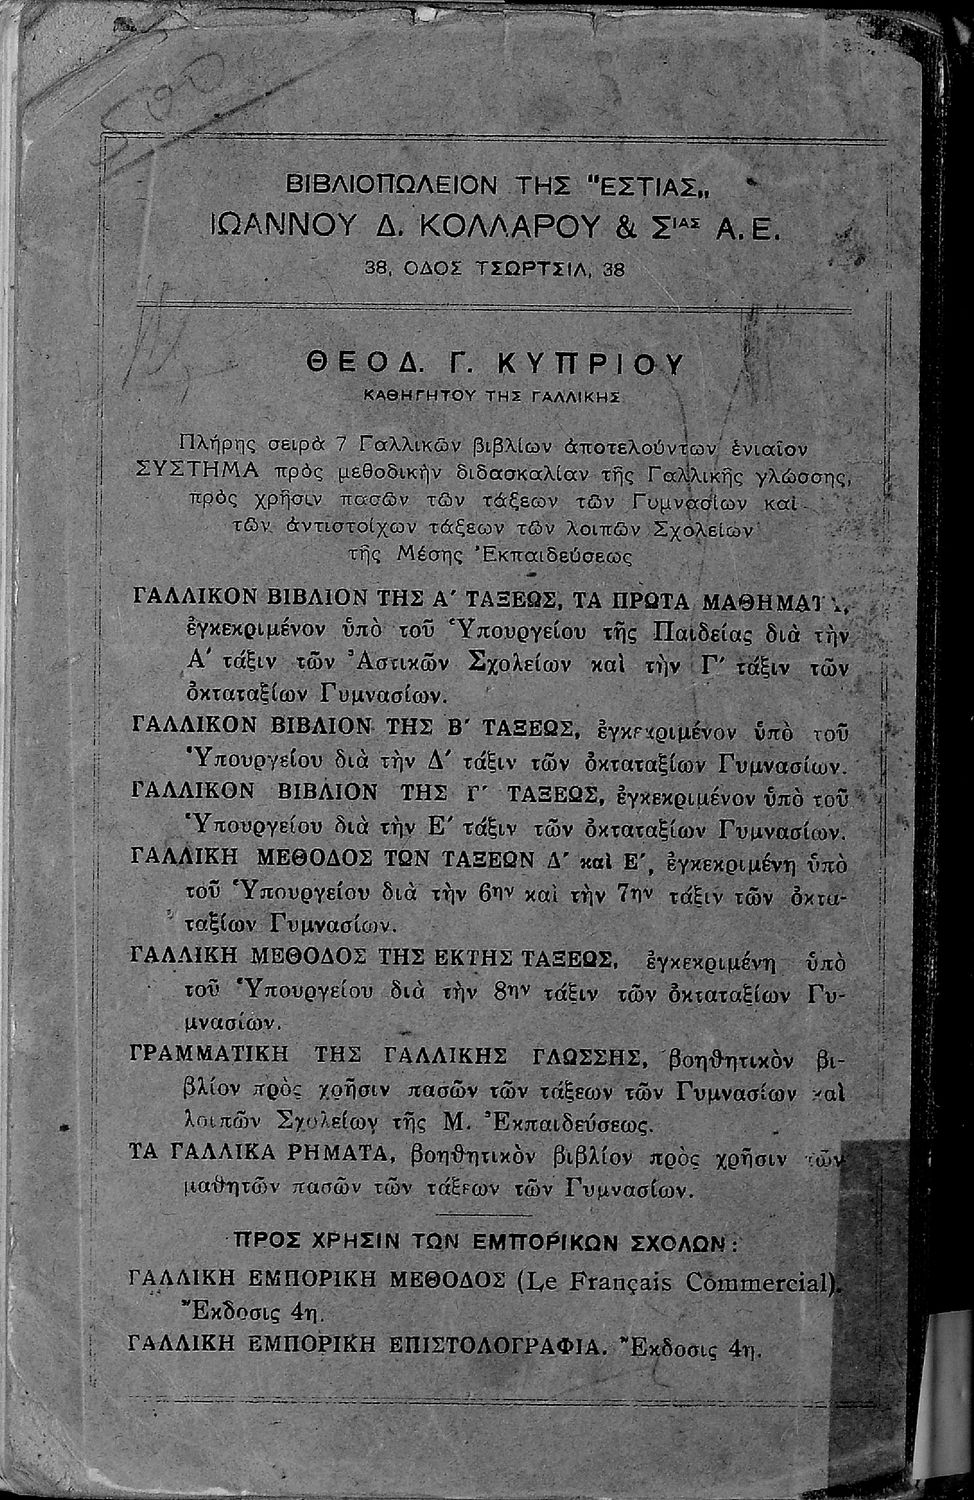 500
ΒΙΒΛΙΟΠΩΛΕΙΟΝ ΤΗΣ "ΕΣΤΙΑΣ„
ΙΩΑΝΝΟΥ Δ. ΚΟΛΛΑΡΟΥ & ΣΙΑΣ Α.Ε.
38, ΟΔΟΣ ΤΣΩΡΤΣΙΛ, 38
ΘΕΟΔ. Γ. ΚΥΠΡΙΟΥ
ΚΑΘΗΓΗΤΟΥ ΤΗΣ ΓΑΛΛΙΚΗΣ
Πλήρης σειρὰ 7 Γαλλικῶν βιβλίων ἀποτελούντων ἑνιαῖον
ΣΥΣΤΗΜΑ πρὸς μεθοδικὴν διδασκαλίαν τῆς Γαλλικῆς γλώσσης,
πρὸς χρῆσιν πασῶν τῶν τάξεων τῶν Γυμνασίων καὶ
τῶν ἀντιστοίχων τάξεων τῶν λοιπῶν Σχολείων
τῆς Μέσης Ἐκπαιδεύσεως
ΓΑΛΛΙΚΟΝ ΒΙΒΛΙΟΝ ΤΗΣ Α΄ ΤΑΞΕΩΣ, ΤΑ ΠΡΩΤΑ ΜΑΘΗΜΑΤΑ,
ἐγκεκριμένον ὑπὸ τοῦ Ὑπουργείου τῆς Παιδείας διὰ τὴν
Α΄ τάξιν τῶν Ἀστικῶν Σχολείων καὶ τὴν Γ΄ τάξιν τῶν
ὀκταταξίων Γυμνασίων.
ΓΑΛΛΙΚΟΝ ΒΙΒΛΙΟΝ ΤΗΣ Β΄ ΤΑΞΕΩΣ, ἐγκεκριμένον ὑπὸ τοῦ
Ὑπουργείου διὰ τὴν Δ΄ τάξιν τῶν ὀκταταξίων Γυμνασίων.
ΓΑΛΛΙΚΟΝ ΒΙΒΛΙΟΝ ΤΗΣ Γ΄ ΤΑΞΕΩΣ, ἐγκεκριμένον ὑπὸ τοῦ
Ὑπουργείου διὰ τὴν Ε΄ τάξιν τῶν ὀκταταξίων Γυμνασίων.
ΓΑΛΛΙΚΗ ΜΕΘΟΔΟΣ ΤΩΝ ΤΑΞΕΩΝ Δ΄ καὶ Ε΄, ἐγκεκριμένη ὑπὸ
τοῦ Ὑπουργείου διὰ τὴν 6ην καὶ τὴν 7ην τάξιν τῶν ὀκτα-
ταξίων Γυμνασίων.
ΓΑΛΛΙΚΗ ΜΕΘΟΔΟΣ ΤΗΣ ΕΚΤΗΣ ΤΑΞΕΩΣ, ἐγκεκριμένη ὑπὸ
τοῦ Ὑπουργείου διὰ τὴν 8ην τάξιν τῶν ὀκταταξίων Γυ-
μνασίων.
ΓΡΑΜΜΑΤΙΚΗ ΤΗΣ ΓΑΛΛΙΚΗΣ ΓΛΩΣΣΗΣ, βοηθητικὸν βι-
βλίον πρὸς χρῆσιν πασῶν τῶν τάξεων τῶν Γυμνασίων καὶ
λοιπῶν Σχολείων τῆς Μ. Ἐκπαιδεύσεως.
ΤΑ ΓΑΛΛΙΚΑ ΡΗΜΑΤΑ, βοηθητικὸν βιβλίον πρὸς χρῆσιν τῶν
μαθητῶν πασῶν τῶν τάξεων τῶν Γυμνασίων.
ΠΡΟΣ ΧΡΗΣΙΝ ΤΩΝ ΕΜΠΟΡΙΚΩΝ ΣΧΟΛΩΝ:
ΓΑΛΛΙΚΗ ΕΜΠΟΡΙΚΗ ΜΕΘΟΔΟΣ (Le Français Commercial).
Ἔκδοσις 4η.
ΓΑΛΛΙΚΗ ΕΜΠΟΡΙΚΗ ΕΠΙΣΤΟΛΟΓΡΑΦΙΑ. Ἔκδοσις 4η.